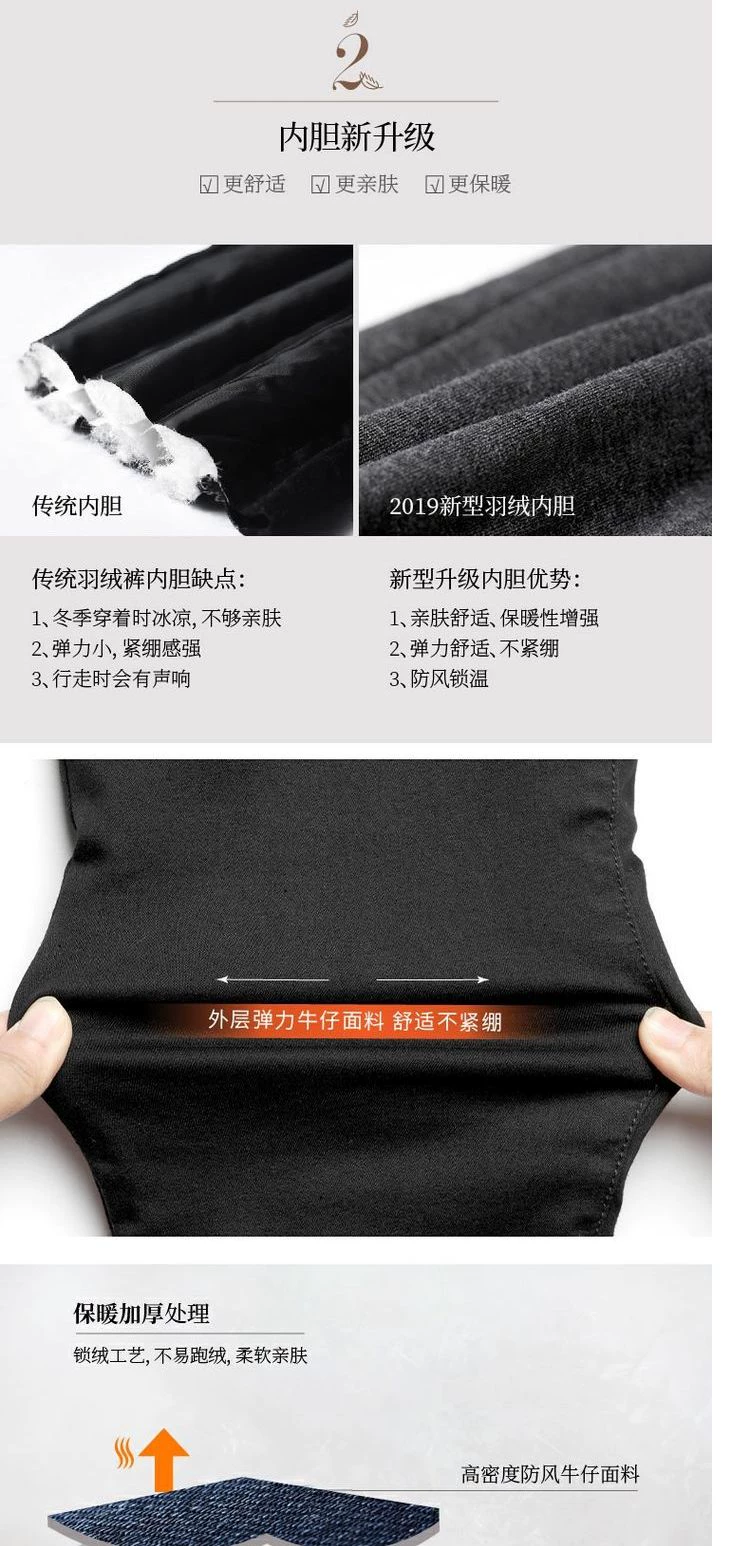 2
内胆新升级
☑更舒适 ☑更亲肤 ☑更保暖
传统内胆
2019新型羽绒内胆
传统羽绒裤内胆缺点：
1、冬季穿着时冰凉, 不够亲肤
2、弹力小, 紧绷感强
3、行走时会有声响
新型升级内胆优势：
1、亲肤舒适、保暖性增强
2、弹力舒适、不紧绷
3、防风锁温
外层弹力牛仔面料 舒适不紧绷
保暖加厚处理
锁绒工艺, 不易跑绒, 柔软亲肤
高密度防风牛仔面料